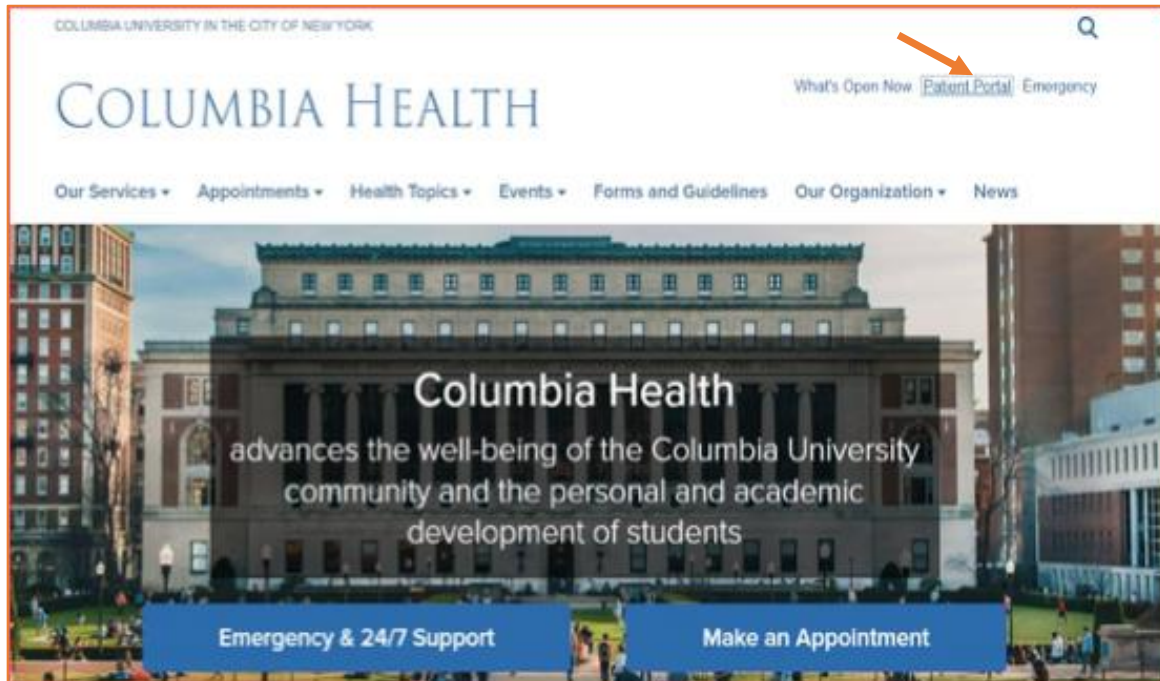 COLUMBIA UNIVERSITY IN THE CITY OF NEW YORK
COLUMBIA HEALTH
What's Open Now Patient Portal Emergency
Our Services Appointments Health Topics Events Forms and Guidelines Our Organization News
Columbia Health
advances the well-being of the Columbia University
community and the personal and academic
development of students
Emergency & 24/7 Support Make an Appointment